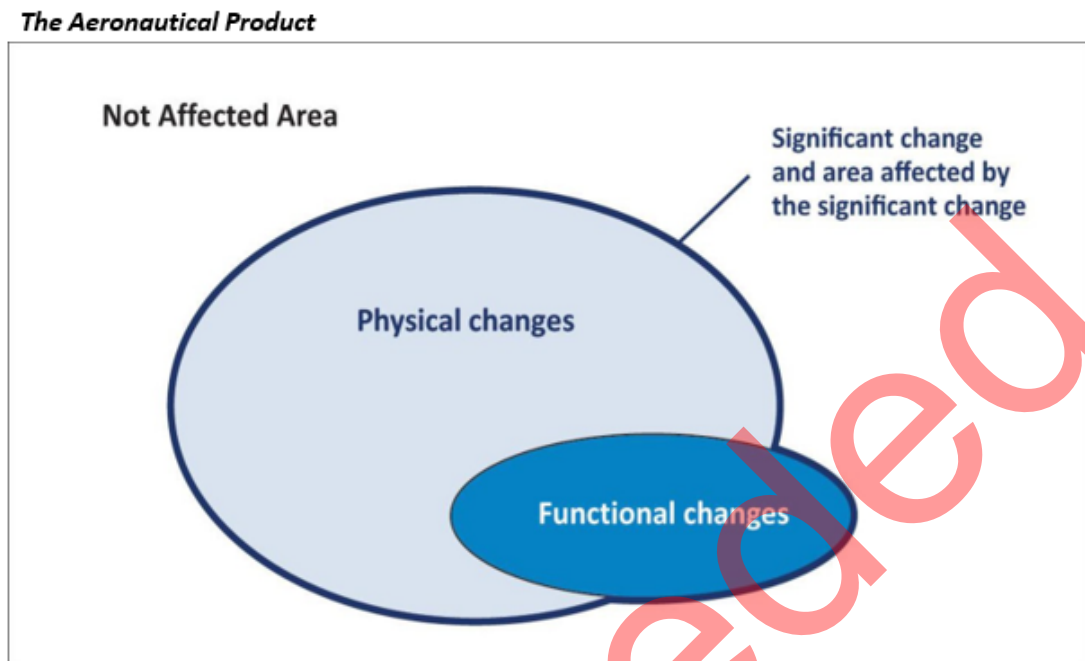 The Aeronautical Product
Not Affected Area
Significant change
and area affected by
the significant change
Physical changes
Functional changes
eded